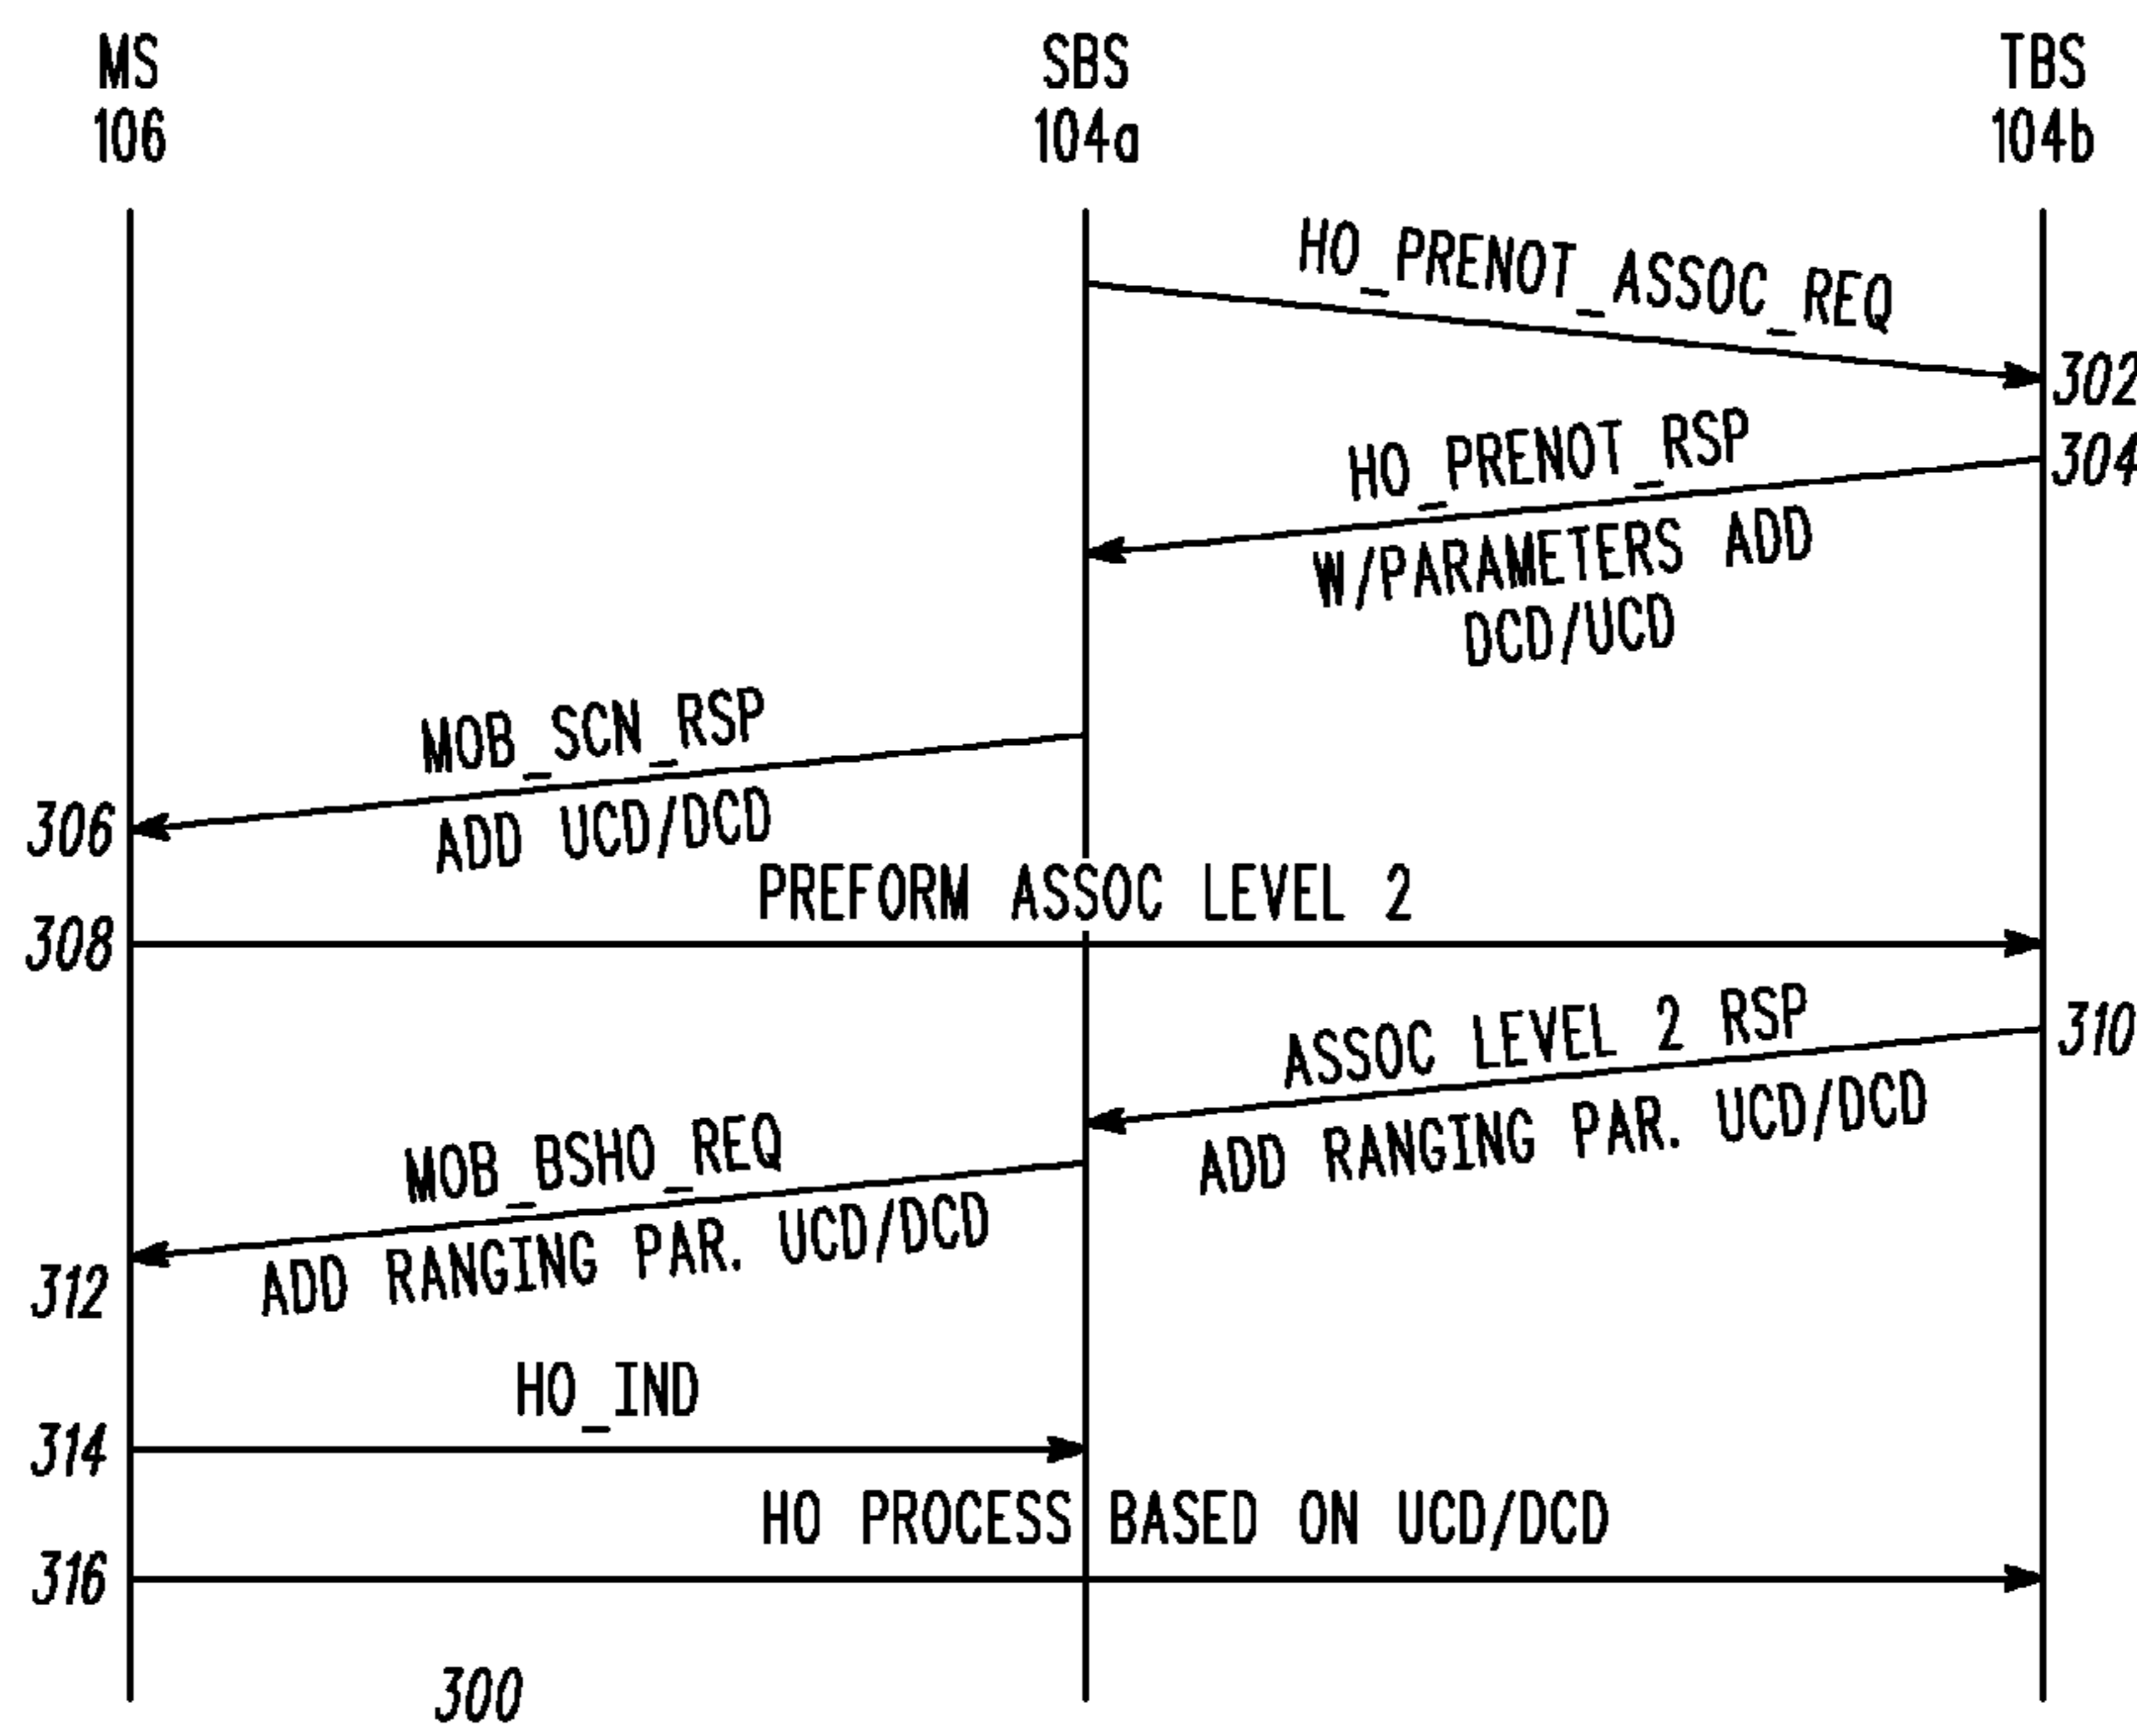 MS
106
SBS
104a
TBS
104b
HO_PRENOT_ASSOC_REQ
302
HO_PRENOT_RSP
304
W/PARAMETERS ADD
DCD/UCD
MOB_SCN_RSP
306
ADD UCD/DCD
PREFORM ASSOC LEVEL 2
308
ASSOC LEVEL 2 RSP
310
ADD RANGING PAR. UCD/DCD
MOB_BSHO_REQ
ADD RANGING PAR. UCD/DCD
312
HO_IND
314
HO PROCESS BASED ON UCD/DCD
316
300